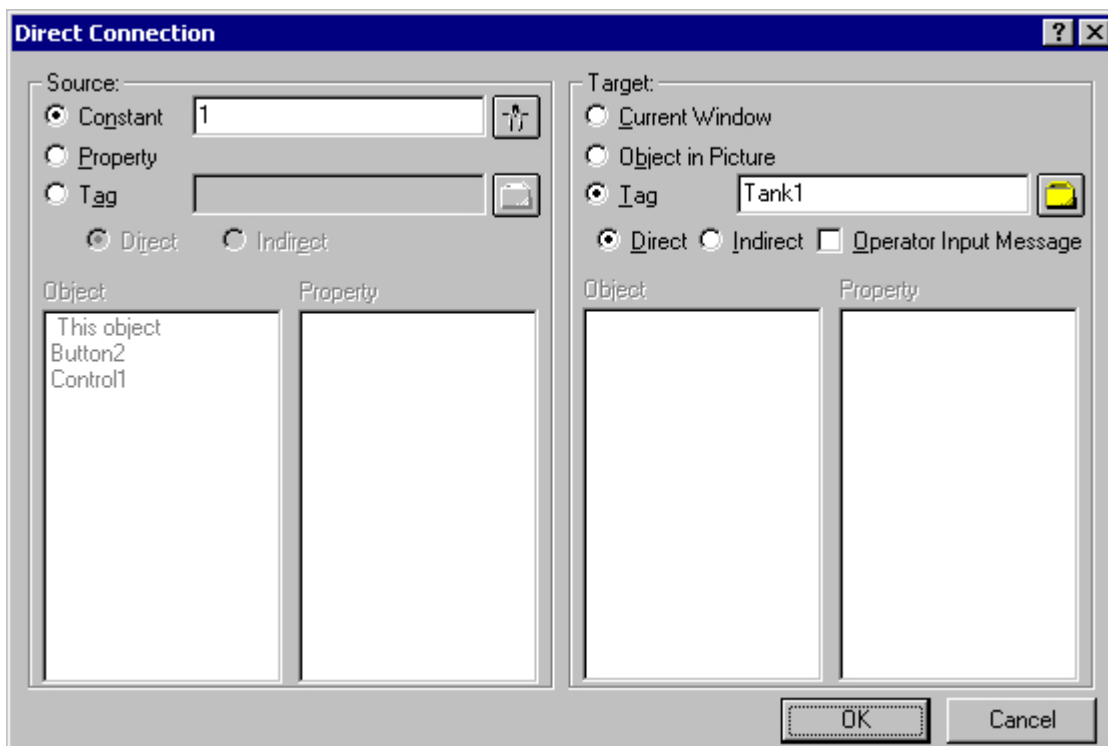 Direct Connection
Source:
Constant 1
Property
Tag
Direct Indirect
Object Property
This object
Button2
Control1
Target:
Current Window
Object in Picture
Tag Tank1
Direct Indirect Operator Input Message
Object Property
OK Cancel